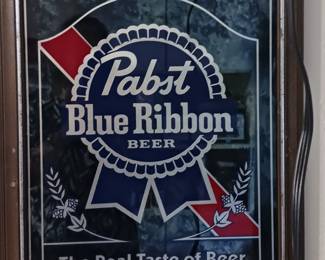 Pabst
Blue Ribbon
BEER
The Real Taste of Beer